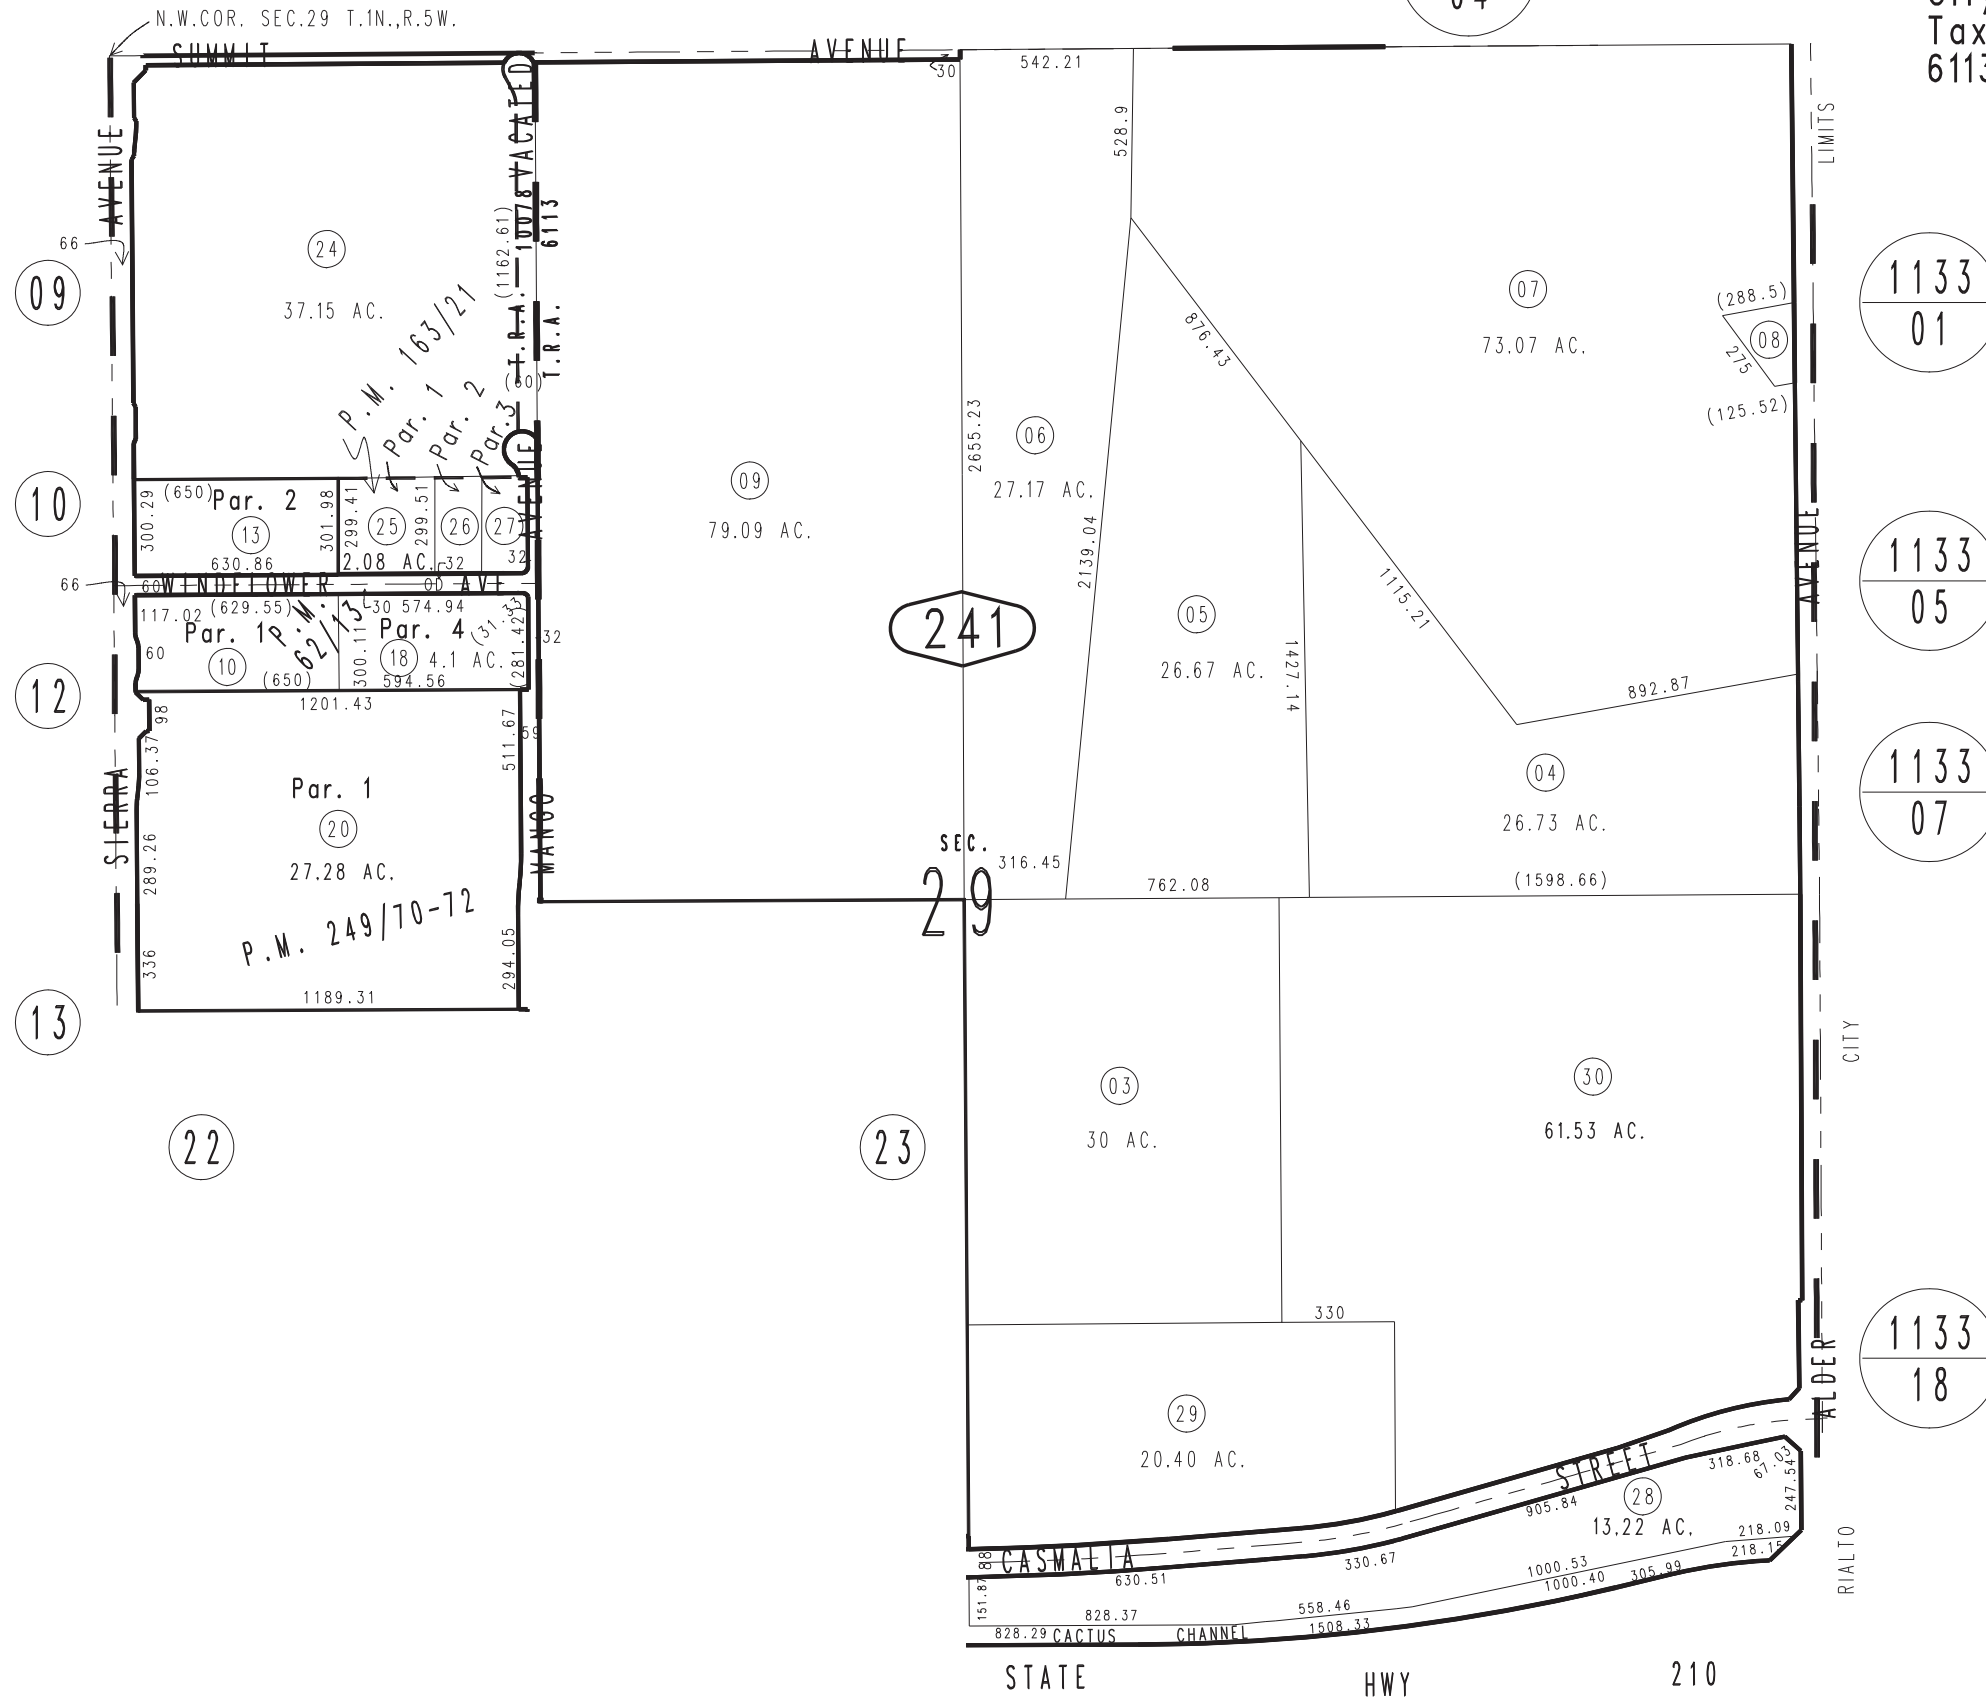 N.W.COR. SEC.29 T.1N.,R.5W.
SUMMIT AVENUE
30
542.21
Tax
6113
LIMITS
AVENUE
VACATED
528.9
66
24
37.15 AC.
(1162.61)
T.R.A. 10078
T.R.A. 6113
(60)
09
P.M. 163/21
Par. 1
Par. 2
Par.3
07
73.07 AC.
(288.5)
08
275
(125.52)
1133
01
876.43
2655.23
06
27.17 AC.
09
79.09 AC.
2139.04
10
300.29
(650)
Par. 2
13
630.86
301.98
299.41
25
299.51
26
27
2.08 AC.
32
32
AVENUE
AVENUE
1133
05
66
60
WINDFLOWER AVE
117.02
(629.55)
30
574.94
Par. 1
P.M. 62/13
300.11
Par. 4
(281.42)
32
60
10
(650)
18
4.1 AC.
594.56
241
05
26.67 AC.
1427.14
1115.21
892.87
12
1201.43
98
106.37
511.67
59
Par. 1
20
27.28 AC.
SIERRA
289.26
MANGO
P.M. 249/70-72
336
294.05
1189.31
04
26.73 AC.
1133
07
SEC.
29
316.45
762.08
(1598.66)
13
22
23
03
30 AC.
30
61.53 AC.
CITY
330
29
20.40 AC.
ALDER
1133
18
CASMALIA STREET
88
151.87
630.51
330.67
905.84
318.68
67.03
247.54
28
13.22 AC.
218.09
218.15
1000.53
1000.40
305.99
558.46
1508.33
828.37
828.29
CACTUS CHANNEL
RIALTO
STATE HWY 210